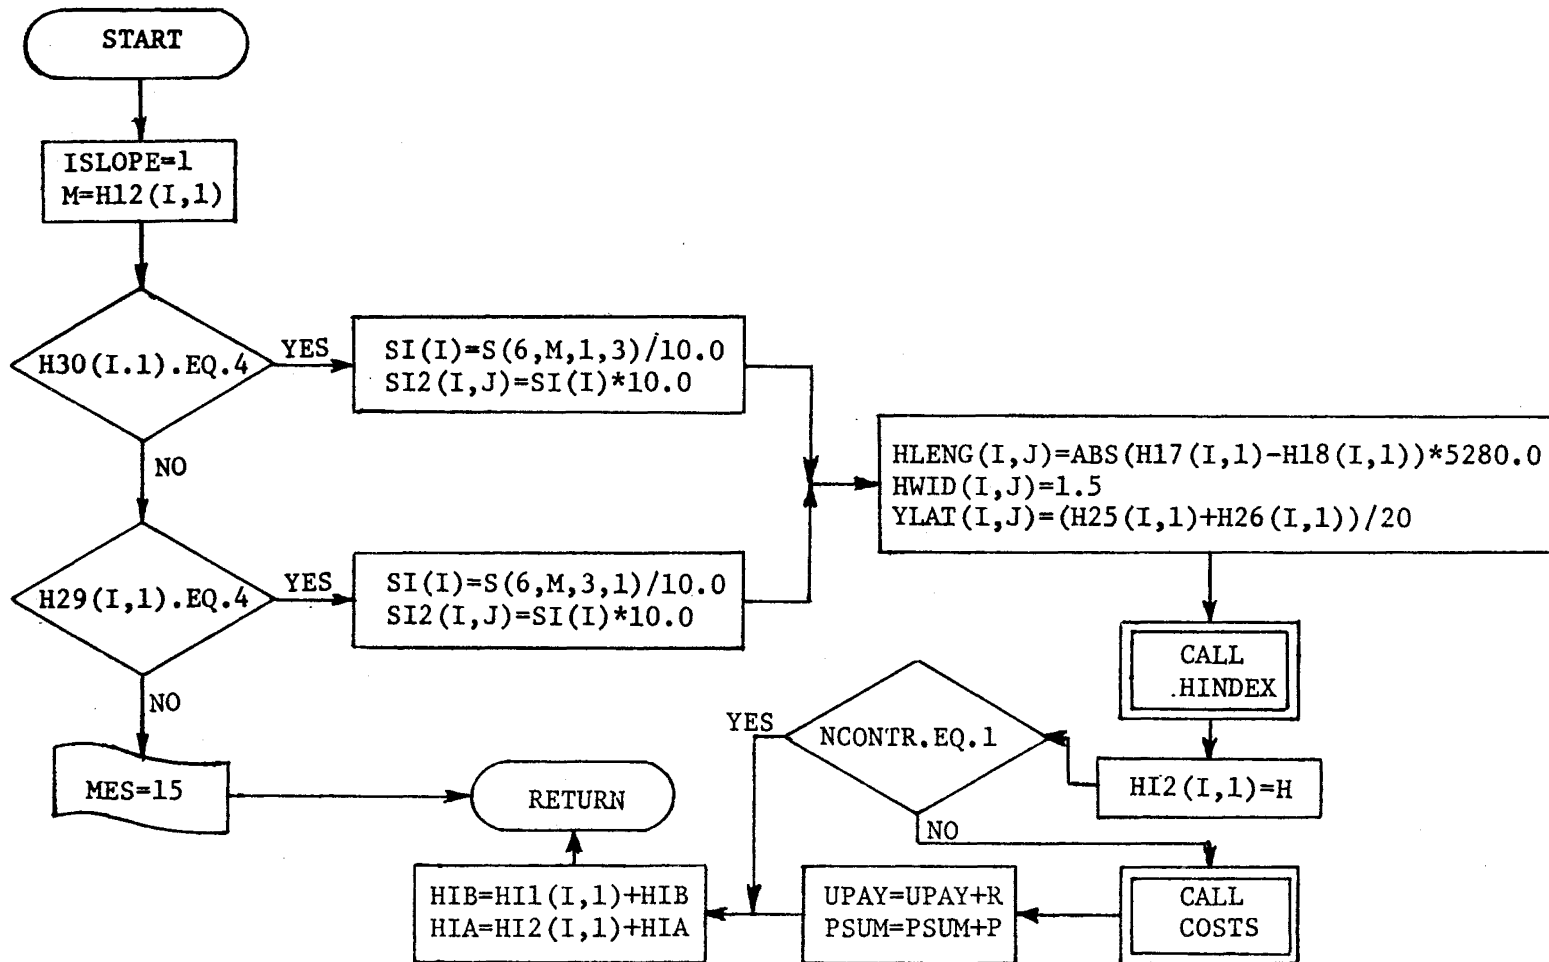 START
ISLOPE=1
M=H12(I,1)
H30(I.1).EQ.4
YES
SI(I)=S(6,M,1,3)/10.0
SI2(I,J)=SI(I)*10.0
NO
HLENG(I,J)=ABS(H17(I,1)-H18(I,1))*5280.0
HWID(I,J)=1.5
YLAT(I,J)=(H25(I,1)+H26(I,1))/20
H29(I,1).EQ.4
YES
SI(I)=S(6,M,3,1)/10.0
SI2(I,J)=SI(I)*10.0
NO
CALL
.HINDEX
YES
NCONTR.EQ.1
HI2(I,1)=H
MES=15
RETURN
NO
HIB=HI1(I,1)+HIB
HIA=HI2(I,1)+HIA
UPAY=UPAY+R
PSUM=PSUM+P
CALL
COSTS